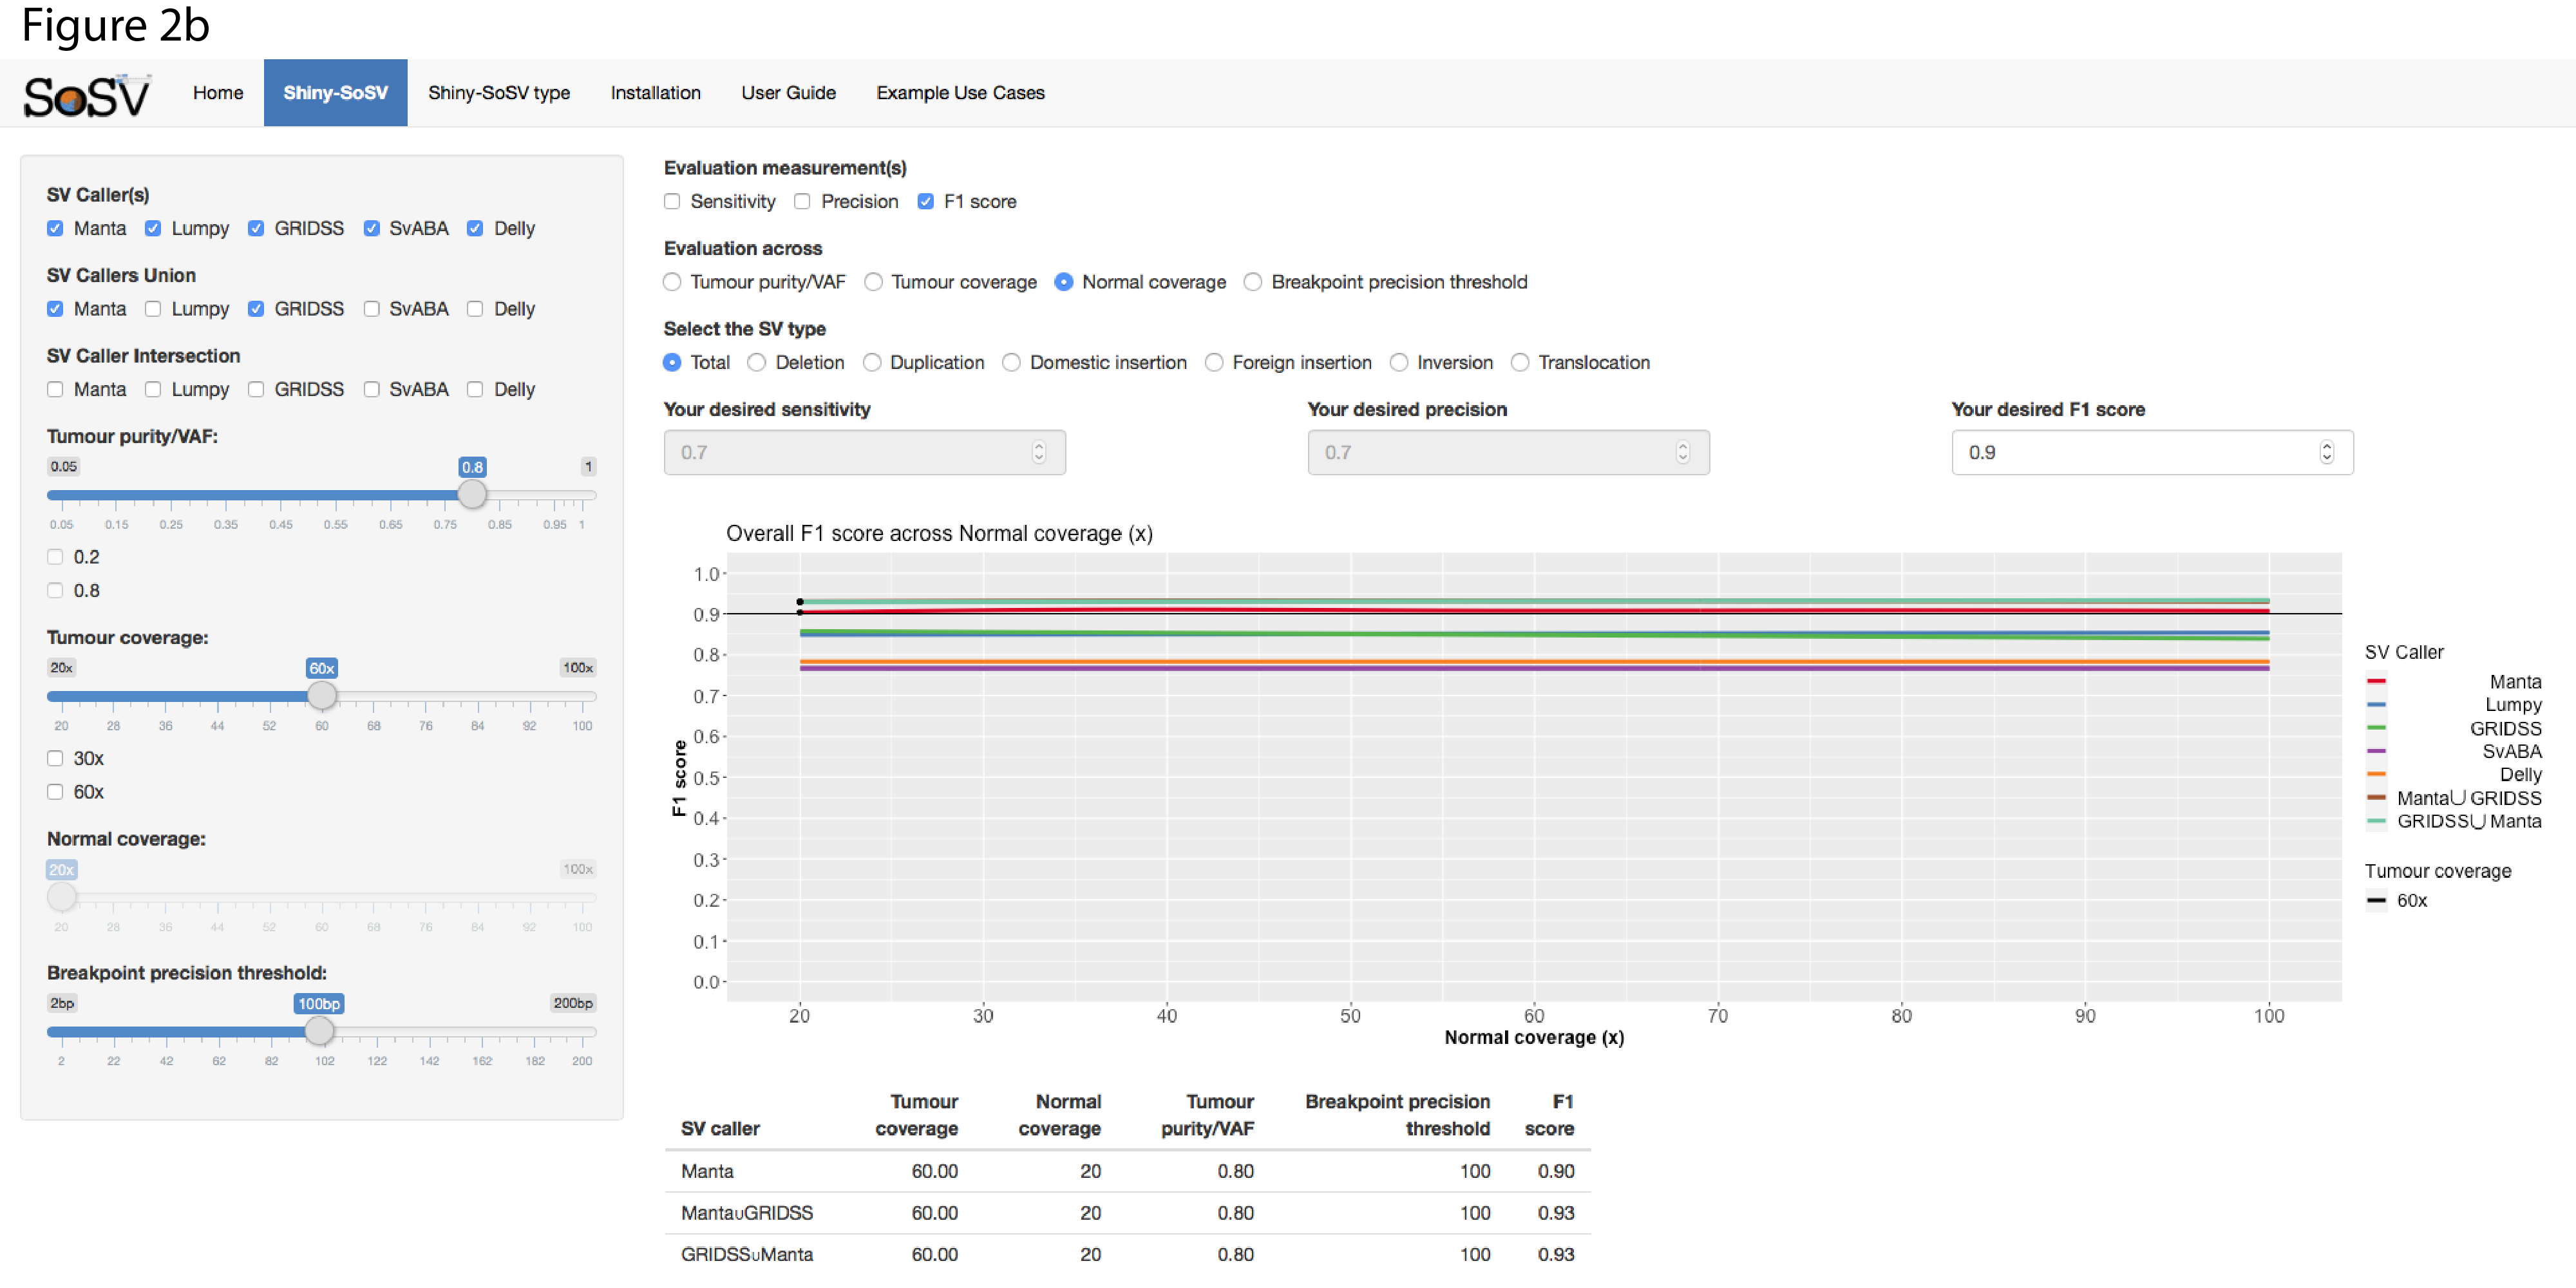 Figure 2b
SoSV Home Shiny-SoSV Shiny-SoSV type Installation User Guide Example Use Cases
SV Caller(s)
Manta Lumpy GRIDSS SvABA Delly
SV Callers Union
Manta Lumpy GRIDSS SvABA Delly
SV Caller Intersection
Manta Lumpy GRIDSS SvABA Delly
Tumour purity/VAF:
0.05 0.8 1
0.05 0.15 0.25 0.35 0.45 0.55 0.65 0.75 0.85 0.95 1
0.2
0.8
Tumour coverage:
20x 60x 100x
20 28 36 44 52 60 68 76 84 92 100
30x
60x
Normal coverage:
20x 100x
20 28 36 44 52 60 68 76 84 92 100
Breakpoint precision threshold:
2bp 100bp 200bp
2 22 42 62 82 102 122 142 162 182 200
Evaluation measurement(s)
Sensitivity Precision F1 score
Evaluation across
Tumour purity/VAF Tumour coverage Normal coverage Breakpoint precision threshold
Select the SV type
Total Deletion Duplication Domestic insertion Foreign insertion Inversion Translocation
Your desired sensitivity Your desired precision Your desired F1 score
0.7 0.7 0.9
Overall F1 score across Normal coverage (x)
1.0
0.9
0.8
0.7
0.6
0.5
0.4
0.3
0.2
0.1
0.0
F1 score
20 30 40 50 60 70 80 90 100
Normal coverage (x)
SV Caller
Manta
Lumpy
GRIDSS
SvABA
Delly
Manta∪GRIDSS
GRIDSS∪Manta
Tumour coverage
60x
Tumour Normal Tumour Breakpoint precision F1
SV caller coverage coverage purity/VAF threshold score
Manta 60.00 20 0.80 100 0.90
Manta∪GRIDSS 60.00 20 0.80 100 0.93
GRIDSS∪Manta 60.00 20 0.80 100 0.93